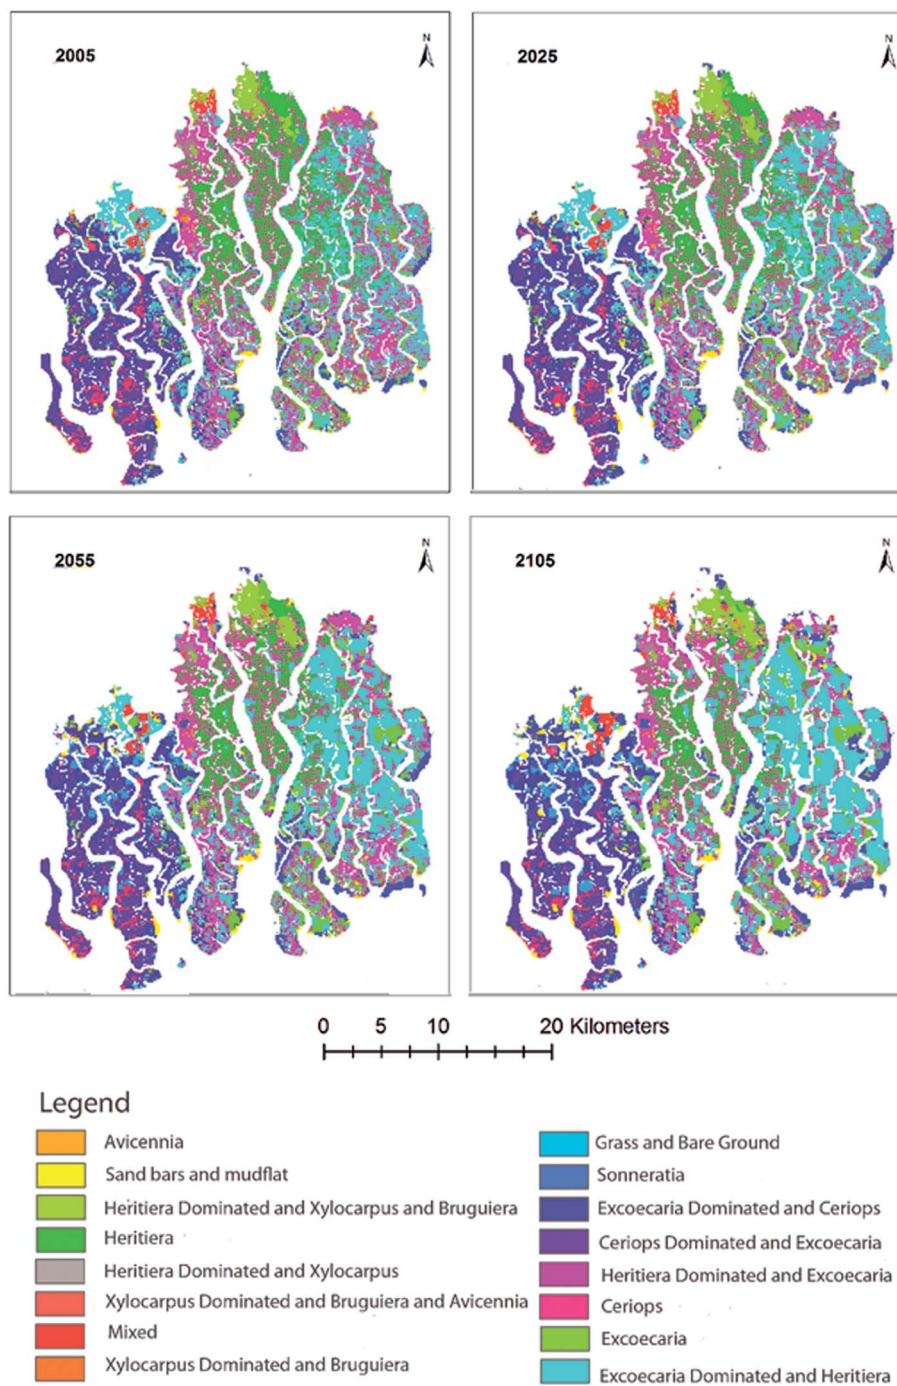 2005
N
2025
N
2055
N
2105
N
0 5 10 20 Kilometers
Legend
Avicennia
Sand bars and mudflat
Heritiera Dominated and Xylocarpus and Bruguiera
Heritiera
Heritiera Dominated and Xylocarpus
Xylocarpus Dominated and Bruguiera and Avicennia
Mixed
Xylocarpus Dominated and Bruguiera
Grass and Bare Ground
Sonneratia
Excoecaria Dominated and Ceriops
Ceriops Dominated and Excoecaria
Heritiera Dominated and Excoecaria
Ceriops
Excoecaria
Excoecaria Dominated and Heritiera